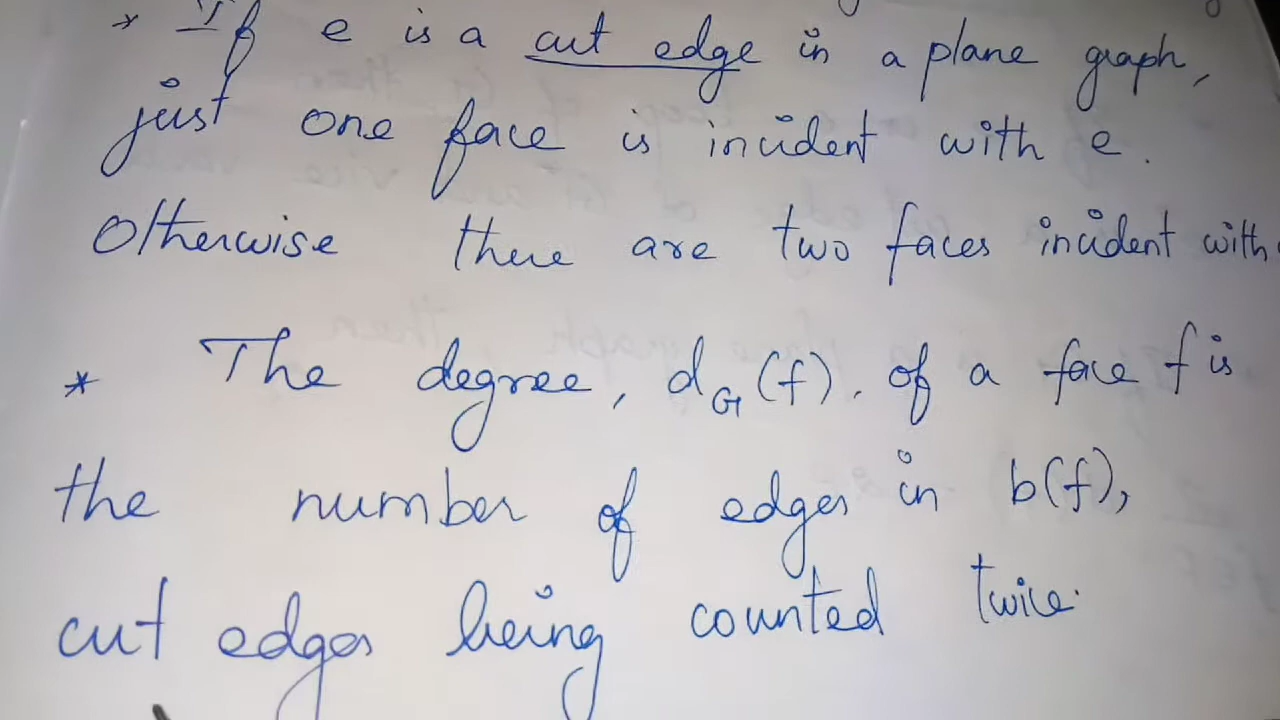 * If e is a cut edge in a plane graph,
just one face is incident with e.
Otherwise there are two faces incident with
* The degree, dG(f), of a face f is
the number of edges in b(f),
cut edges being counted twice.